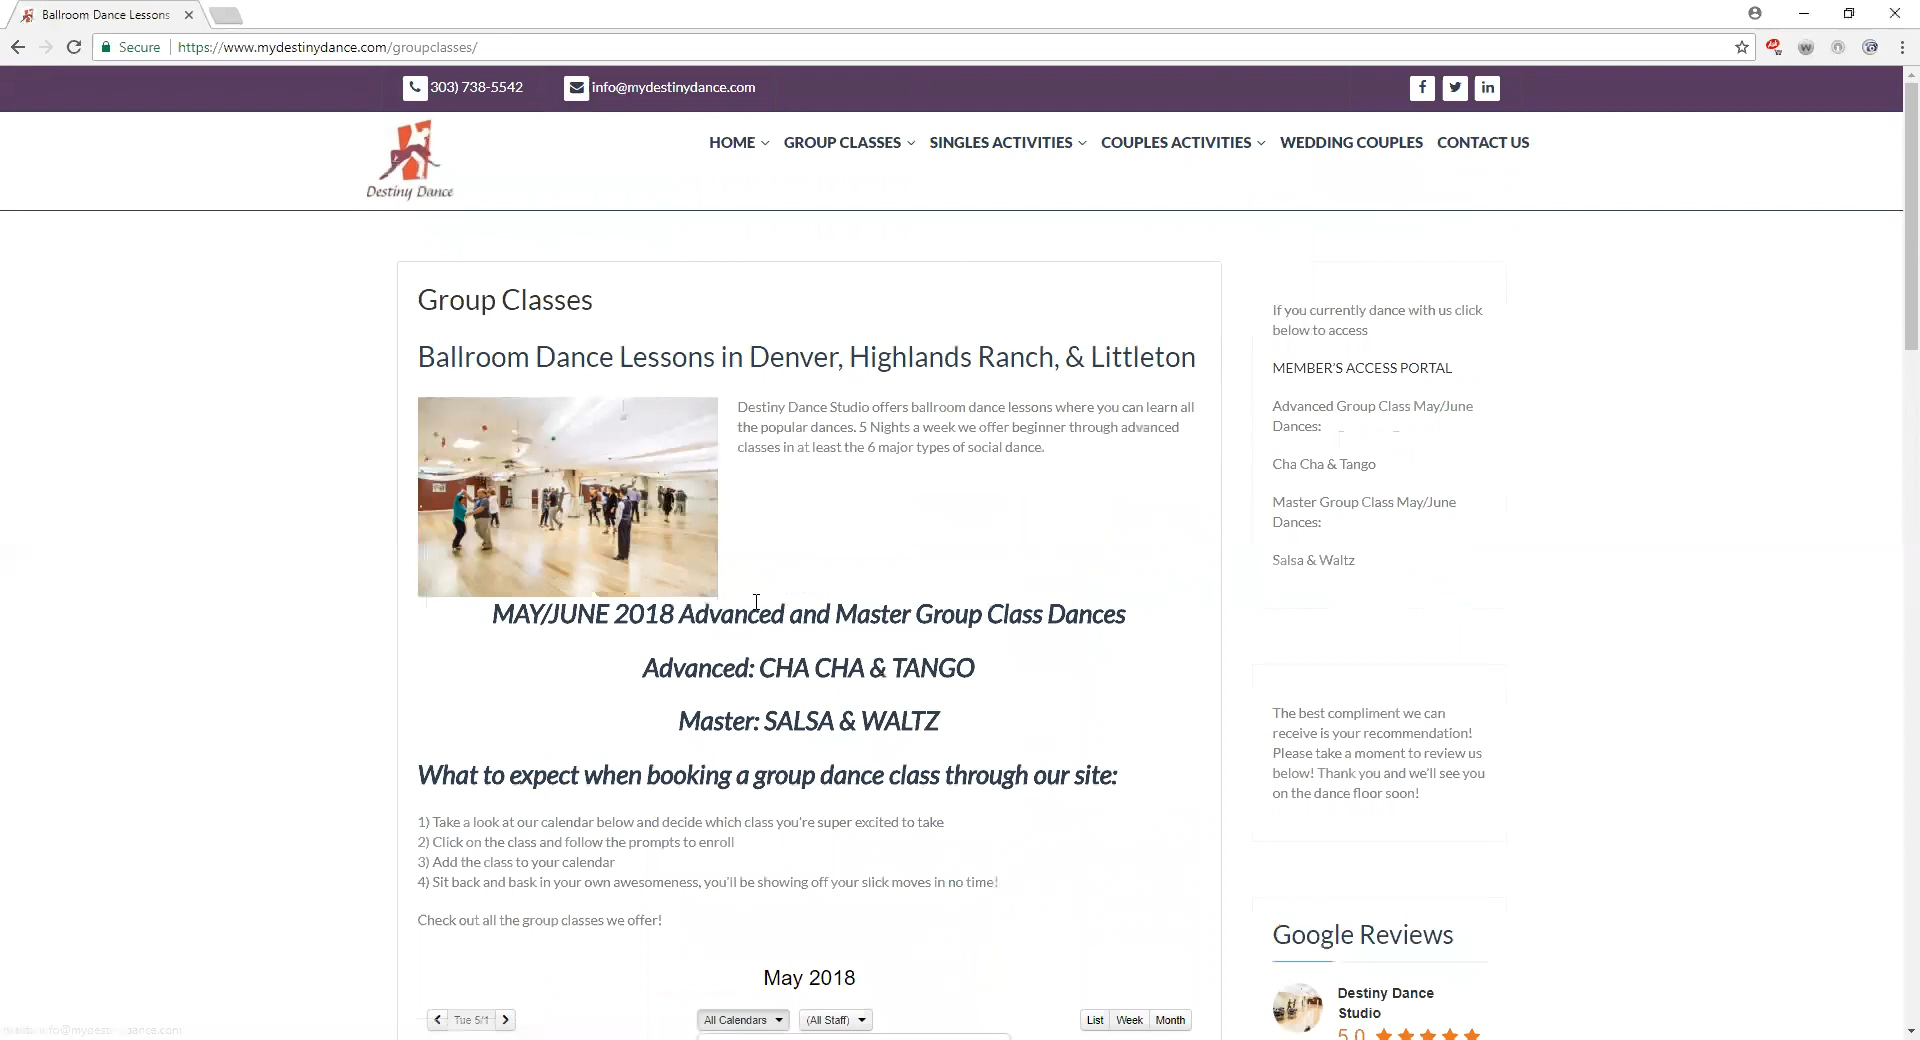 Ballroom Dance Lessons
Secure https://www.mydestinydance.com/groupclasses/
303) 738-5542 info@mydestinydance.com
Destiny Dance
HOME GROUP CLASSES SINGLES ACTIVITIES COUPLES ACTIVITIES WEDDING COUPLES CONTACT US
Group Classes
Ballroom Dance Lessons in Denver, Highlands Ranch, & Littleton
Destiny Dance Studio offers ballroom dance lessons where you can learn all
the popular dances. 5 Nights a week we offer beginner through advanced
classes in at least the 6 major types of social dance.
MAY/JUNE 2018 Advanced and Master Group Class Dances
Advanced: CHA CHA & TANGO
Master: SALSA & WALTZ
What to expect when booking a group dance class through our site:
1) Take a look at our calendar below and decide which class you're super excited to take
2) Click on the class and follow the prompts to enroll
3) Add the class to your calendar
4) Sit back and bask in your own awesomeness, you'll be showing off your slick moves in no time!
Check out all the group classes we offer!
May 2018
Tue 5/1 All Calendars (All Staff) List Week Month
If you currently dance with us click
below to access
MEMBER'S ACCESS PORTAL
Advanced Group Class May/June
Dances:
Cha Cha & Tango
Master Group Class May/June
Dances:
Salsa & Waltz
The best compliment we can
receive is your recommendation!
Please take a moment to review us
below! Thank you and we'll see you
on the dance floor soon!
Google Reviews
Destiny Dance
Studio
5.0